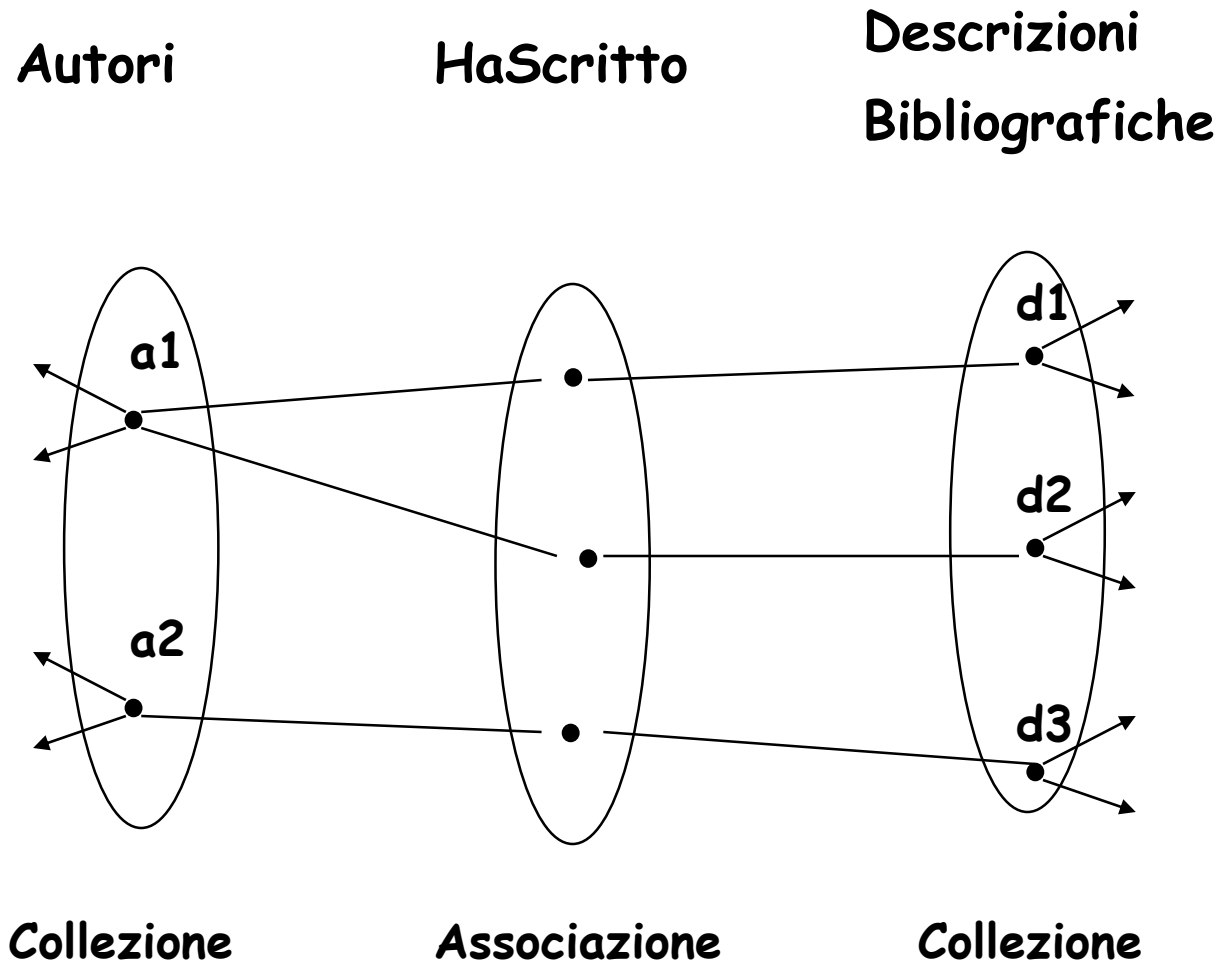 Autori
HaScritto
Descrizioni
Bibliografiche
a1
d1
d2
a2
d3
Collezione
Associazione
Collezione